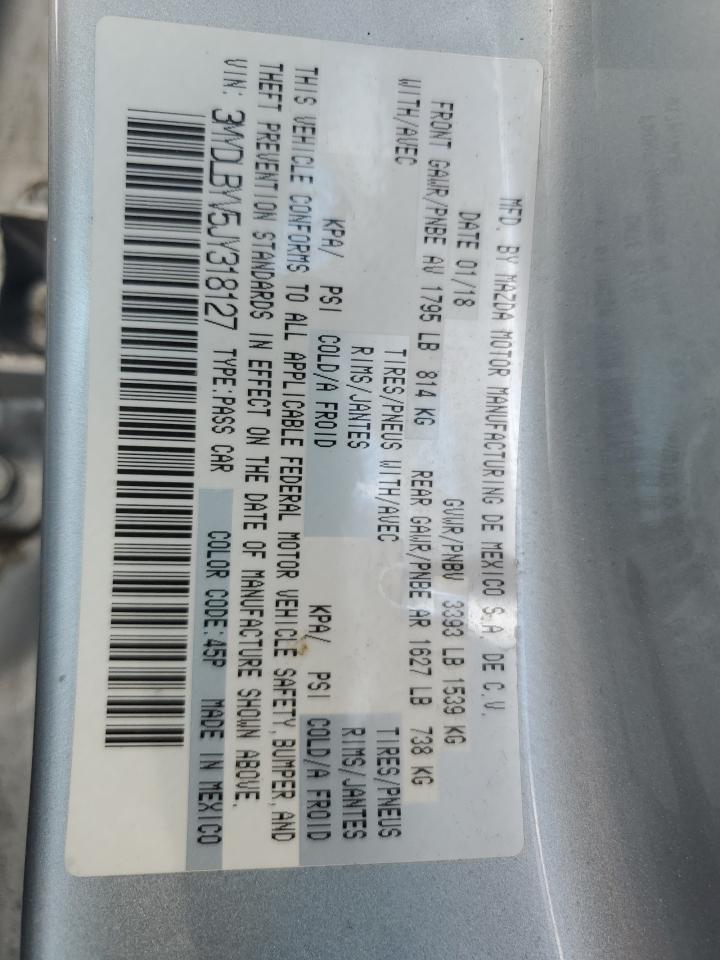 MFD. BY MAZDA MOTOR MANUFACTURING DE MEXICO S.A. DE C.V.
DATE 01/18 GVWR/PNBV 3393 LB 1539 KG
FRONT GAWR/PNBE AV 1795 LB 814 KG REAR GAWR/PNBE AR 1627 LB 738 KG
WITH/AVEC TIRES/PNEUS WITH/AVEC TIRES/PNEUS
RIMS/JANTES RIMS/JANTES
KPA/ PSI COLD/A FROID KPA/ PSI COLD/A FROID
THIS VEHICLE CONFORMS TO ALL APPLICABLE FEDERAL MOTOR VEHICLE SAFETY, BUMPER, AND
THEFT PREVENTION STANDARDS IN EFFECT ON THE DATE OF MANUFACTURE SHOWN ABOVE.
VIN: 3MYDLBYV5JY318127 TYPE:PASS CAR COLOR CODE:45P MADE IN MEXICO